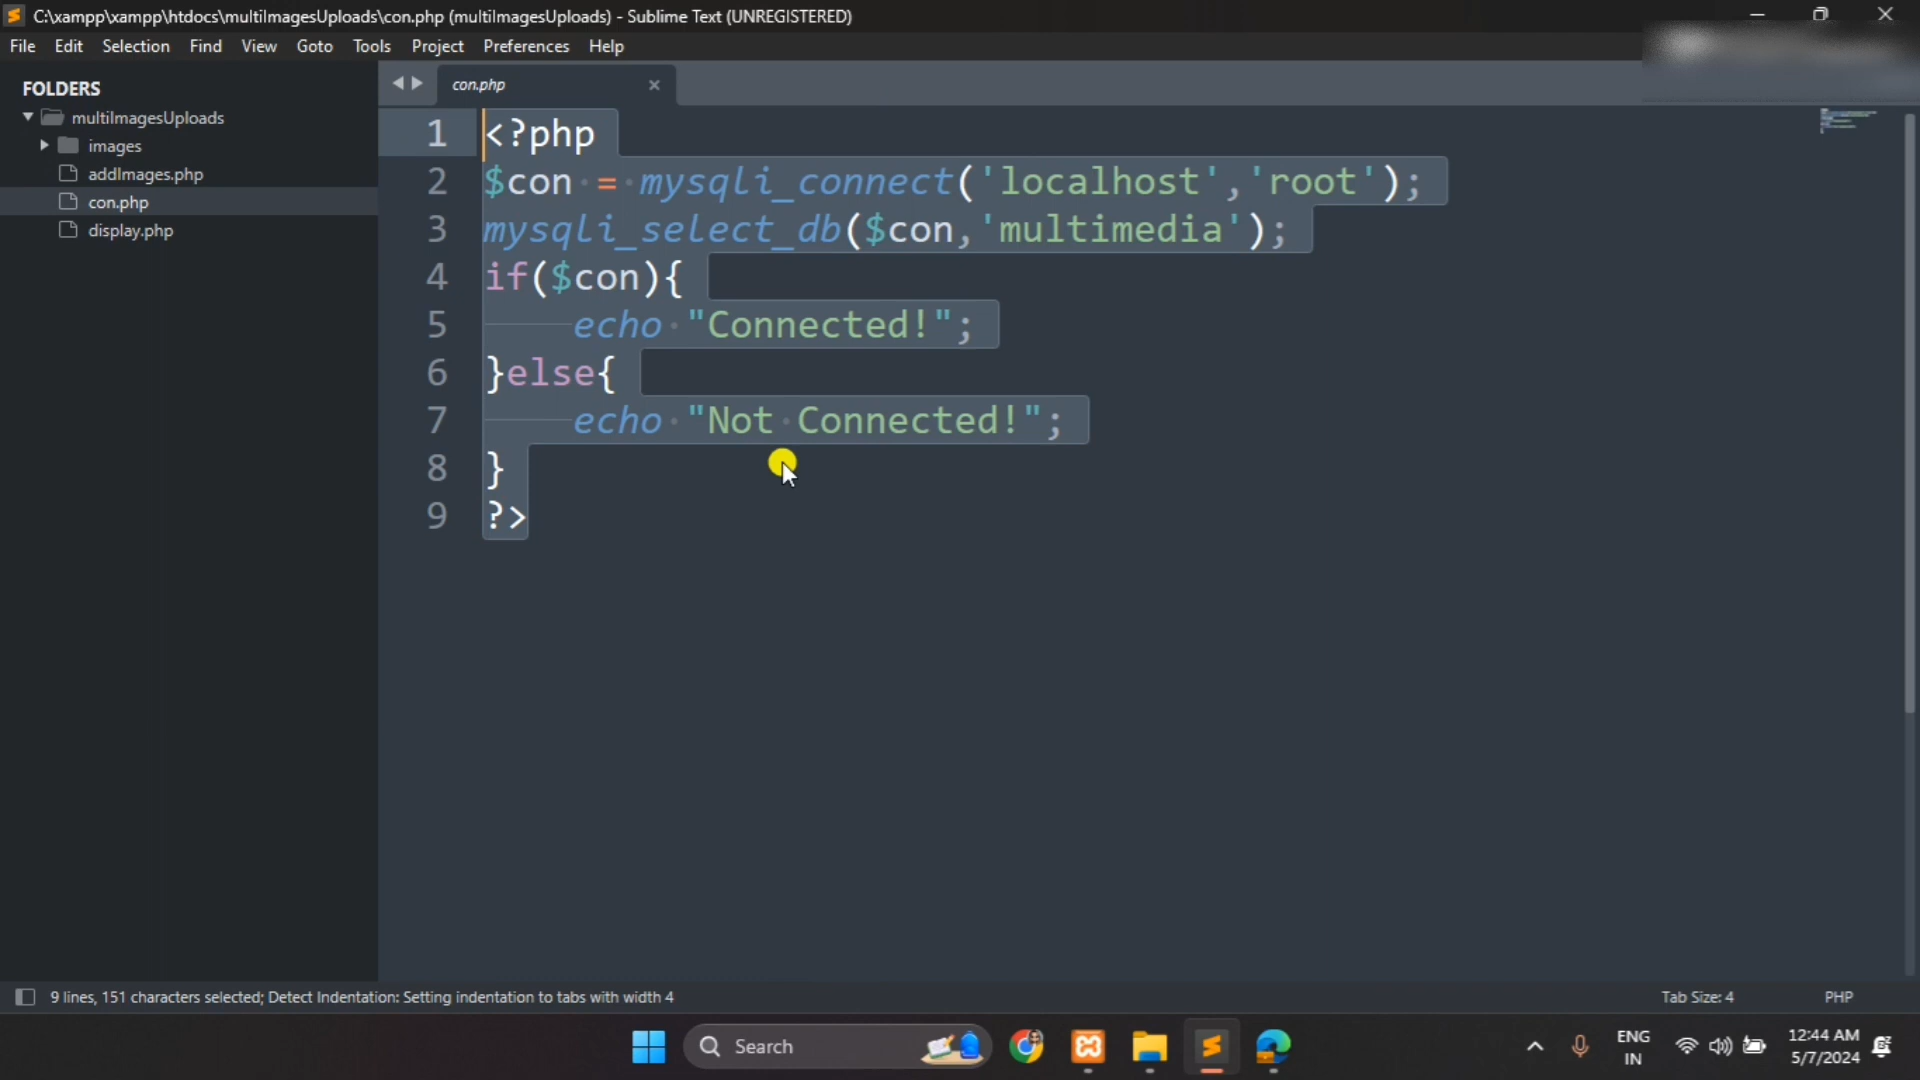 C:\xampp\xampp\htdocs\multiImagesUploads\con.php (multiImagesUploads) - Sublime Text (UNREGISTERED)
File Edit Selection Find View Goto Tools Project Preferences Help
FOLDERS
multiImagesUploads
images
addImages.php
con.php
display.php
con.php
1 <?php
2 $con = mysqli_connect('localhost','root');
3 mysqli_select_db($con,'multimedia');
4 if($con){
5 echo "Connected!";
6 }else{
7 echo "Not Connected!";
8 }
9 ?>
9 lines, 151 characters selected; Detect Indentation: Setting indentation to tabs with width 4
Tab Size: 4 PHP
Search
ENG
IN
12:44 AM
5/7/2024